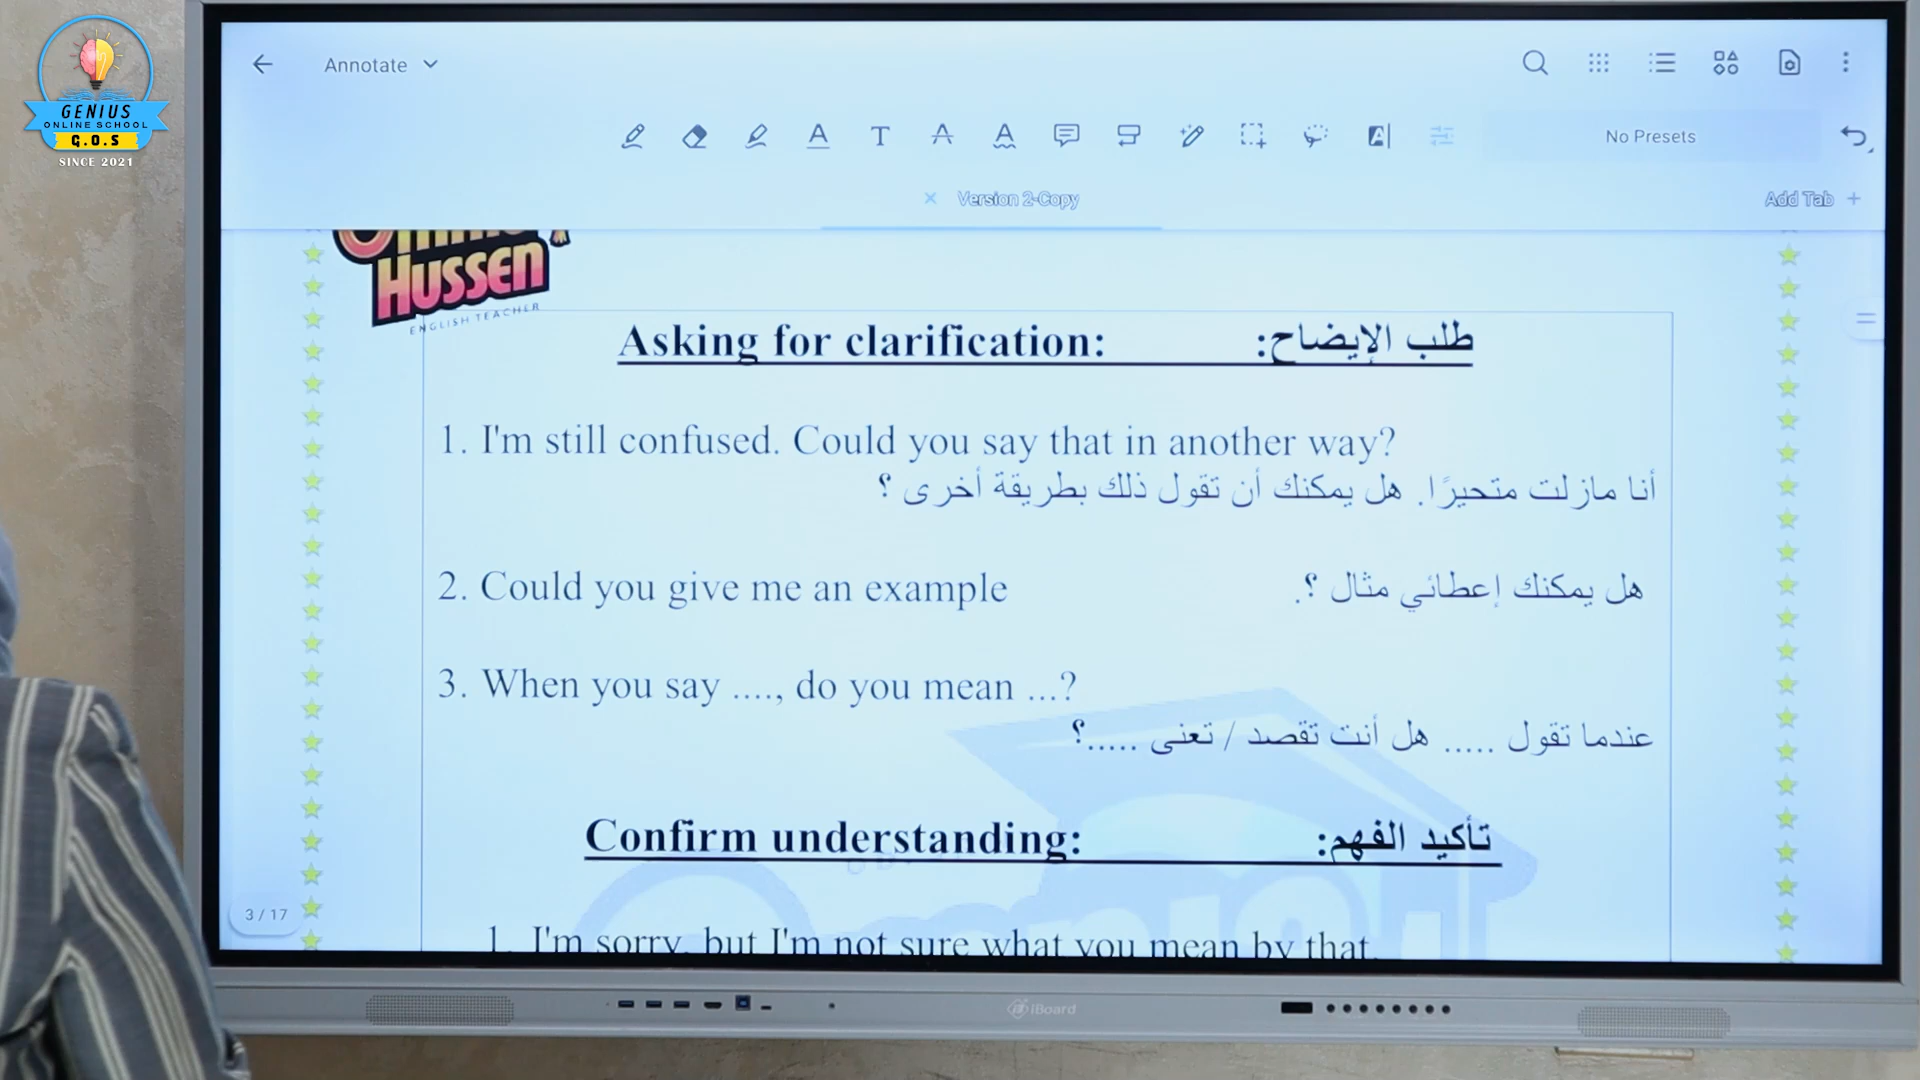 GENIUS
ONLINE SCHOOL
G.O.S
SINCE 2021
Annotate
No Presets
Version 2-Copy
Add Tab +
Hussen
ENGLISH TEACHER
Asking for clarification: طلب الإيضاح:
1. I'm still confused. Could you say that in another way?
أنا مازلت متحيرًا. هل يمكنك أن تقول ذلك بطريقة أخرى ؟
2. Could you give me an example هل يمكنك إعطائي مثال ؟.
3. When you say ...., do you mean ...?
عندما تقول ..... هل أنت تقصد / تعنى .....؟
Confirm understanding: تأكيد الفهم:
1. I'm sorry, but I'm not sure what you mean by that.
3 / 17
iBoard